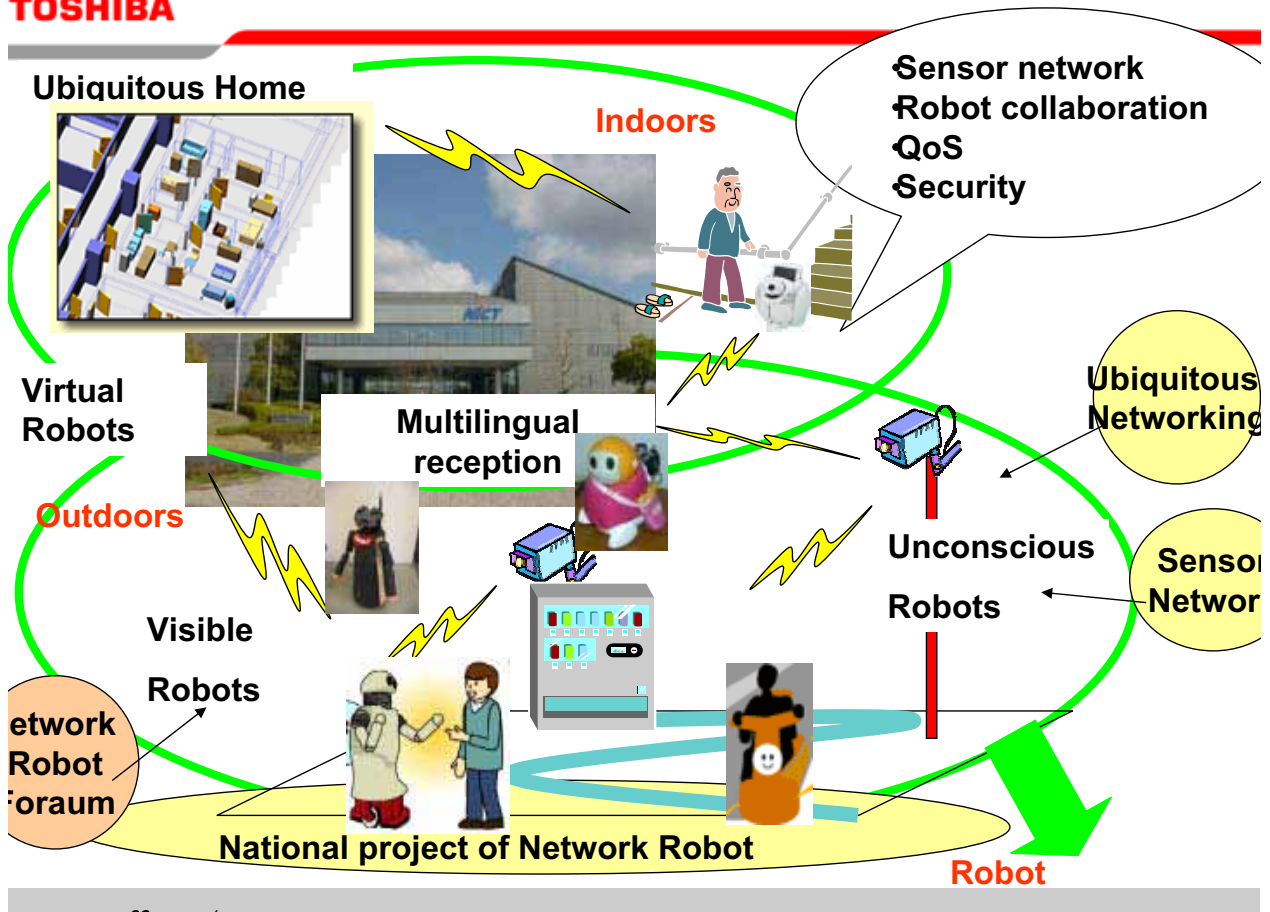 TOSHIBA
Ubiquitous Home
Indoors
•Sensor network
•Robot collaboration
•QoS
•Security
NICT
Virtual
Robots
Multilingual
reception
Ubiquitous
Networking
Outdoors
Unconscious
Robots
Sensor
Networ
Visible
Robots
etwork
Robot
Foraum
National project of Network Robot
Robot